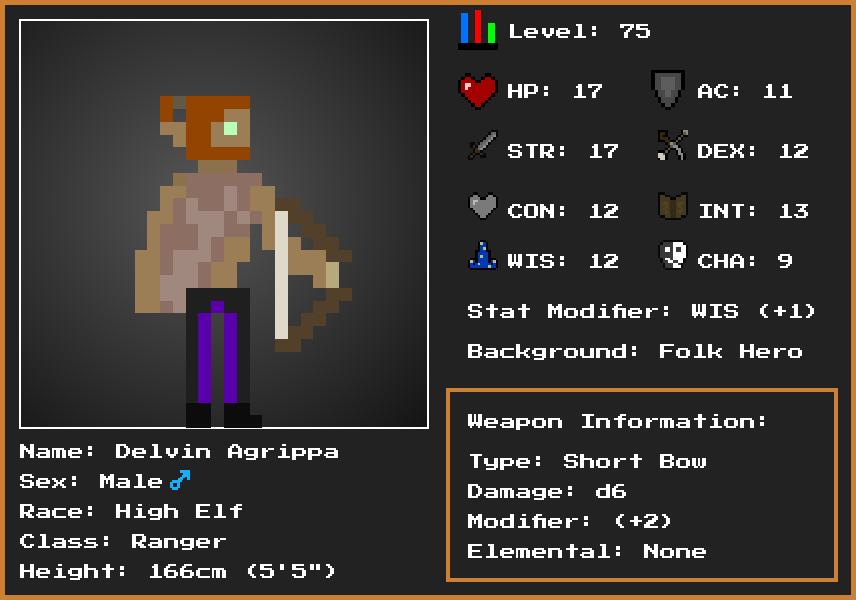 Level: 75
HP: 17 AC: 11
STR: 17 DEX: 12
CON: 12 INT: 13
WIS: 12 CHA: 9
Stat Modifier: WIS (+1)
Background: Folk Hero
Weapon Information:
Type: Short Bow
Damage: d6
Modifier: (+2)
Elemental: None
Name: Delvin Agrippa
Sex: Male ♂
Race: High Elf
Class: Ranger
Height: 166cm (5'5")